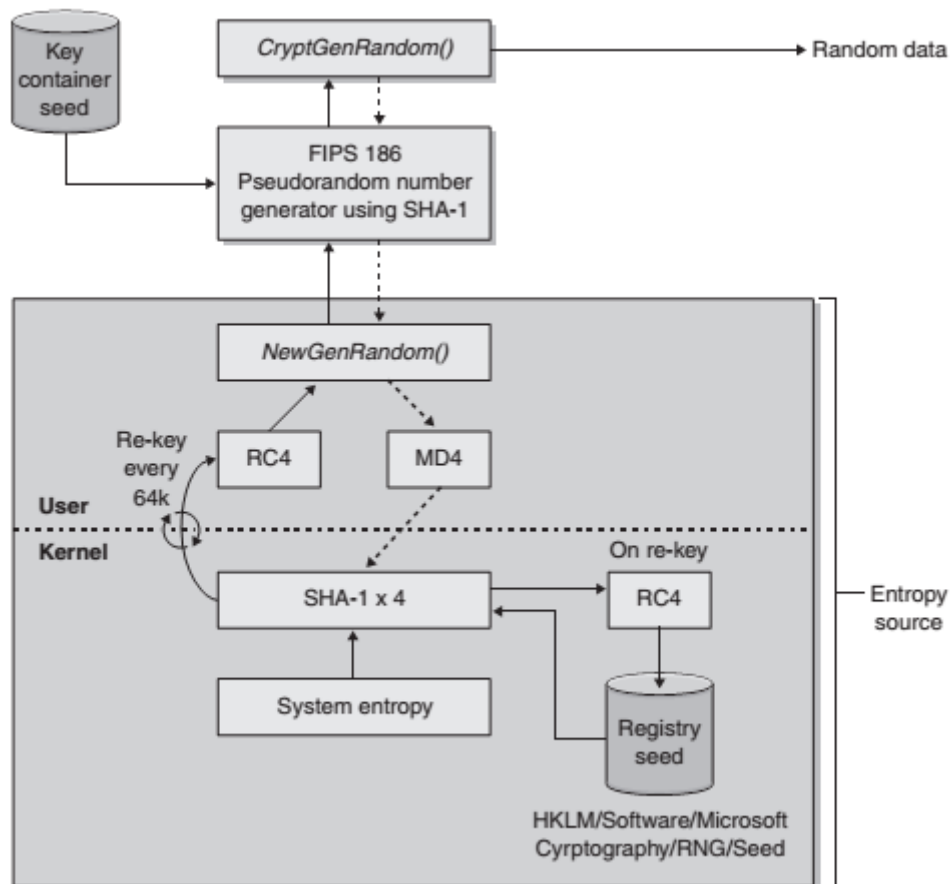 Key
container
seed
CryptGenRandom()
Random data
FIPS 186
Pseudorandom number
generator using SHA-1
NewGenRandom()
Re-key
every
64k
RC4
MD4
User
Kernel
On re-key
SHA-1 x 4
RC4
Entropy
source
System entropy
Registry
seed
HKLM/Software/Microsoft
Cyrptography/RNG/Seed